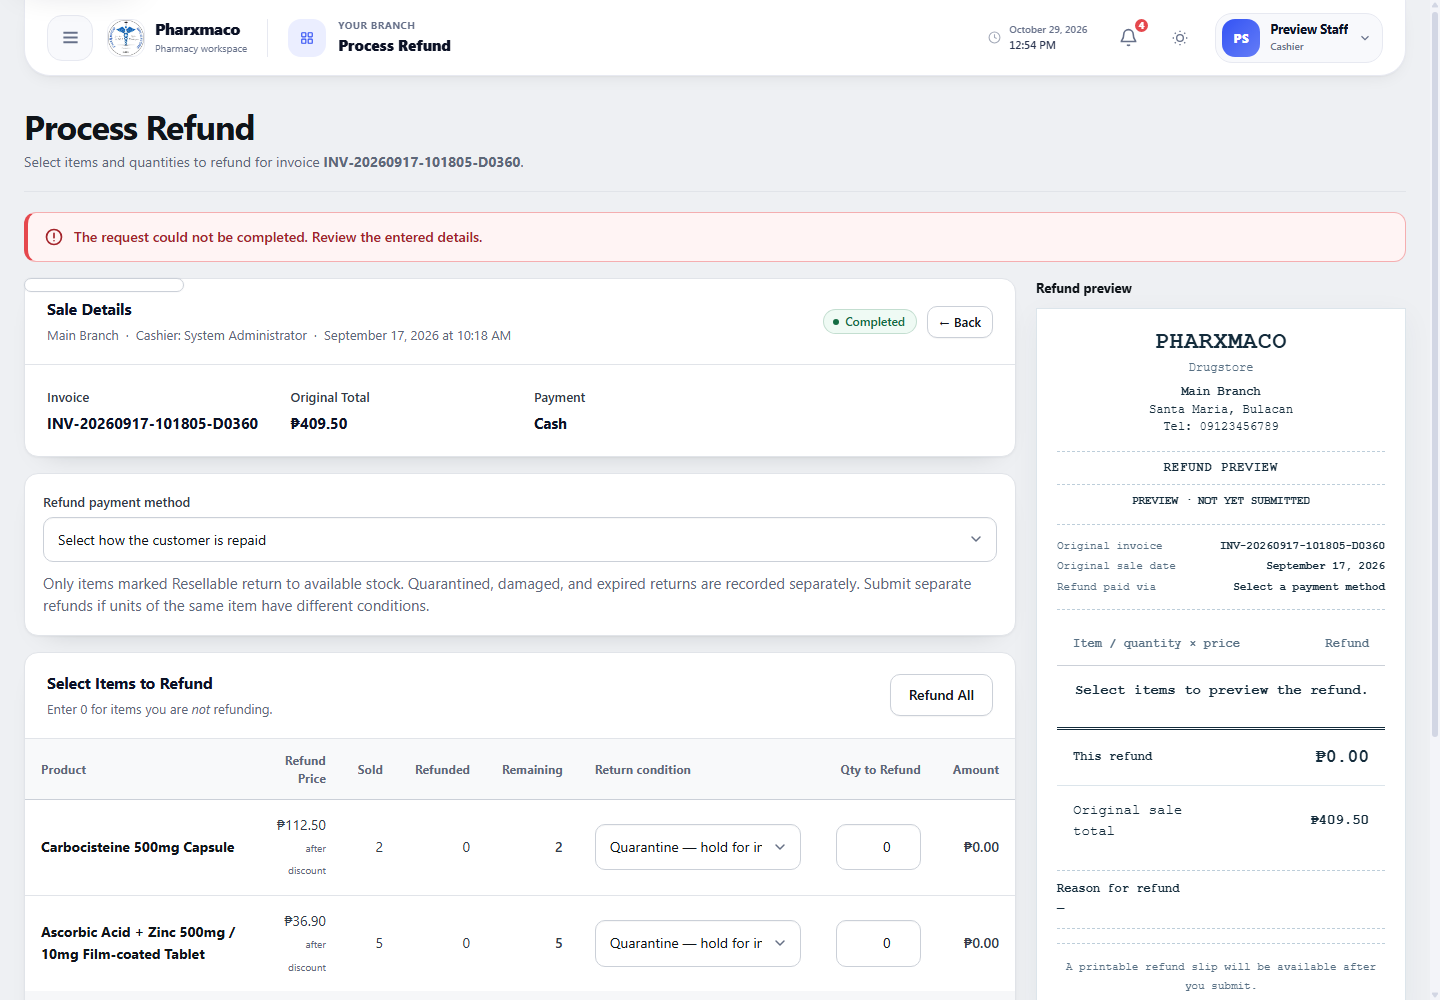 Pharxmaco
Pharmacy workspace
YOUR BRANCH
Process Refund
October 29, 2026
12:54 PM
4
PS
Preview Staff
Cashier
Process Refund
Select items and quantities to refund for invoice INV-20260917-101805-D0360.
The request could not be completed. Review the entered details.
Sale Details
Main Branch · Cashier: System Administrator · September 17, 2026 at 10:18 AM
Completed
← Back
Invoice
INV-20260917-101805-D0360
Original Total
₱409.50
Payment
Cash
Refund payment method
Select how the customer is repaid
Only items marked Resellable return to available stock. Quarantined, damaged, and expired returns are recorded separately. Submit separate
refunds if units of the same item have different conditions.
Select Items to Refund
Enter 0 for items you are not refunding.
Refund All
Product
Refund
Price
Sold
Refunded
Remaining
Return condition
Qty to Refund
Amount
Carbocisteine 500mg Capsule
₱112.50
after
discount
2
0
2
Quarantine — hold for in
0
₱0.00
Ascorbic Acid + Zinc 500mg /
10mg Film-coated Tablet
₱36.90
after
discount
5
0
5
Quarantine — hold for in
0
₱0.00
Refund preview
PHARXMACO
Drugstore
Main Branch
Santa Maria, Bulacan
Tel: 09123456789
REFUND PREVIEW
PREVIEW · NOT YET SUBMITTED
Original invoice INV-20260917-101805-D0360
Original sale date September 17, 2026
Refund paid via Select a payment method
Item / quantity × price Refund
Select items to preview the refund.
This refund ₱0.00
Original sale
total
₱409.50
Reason for refund
—
A printable refund slip will be available after
you submit.